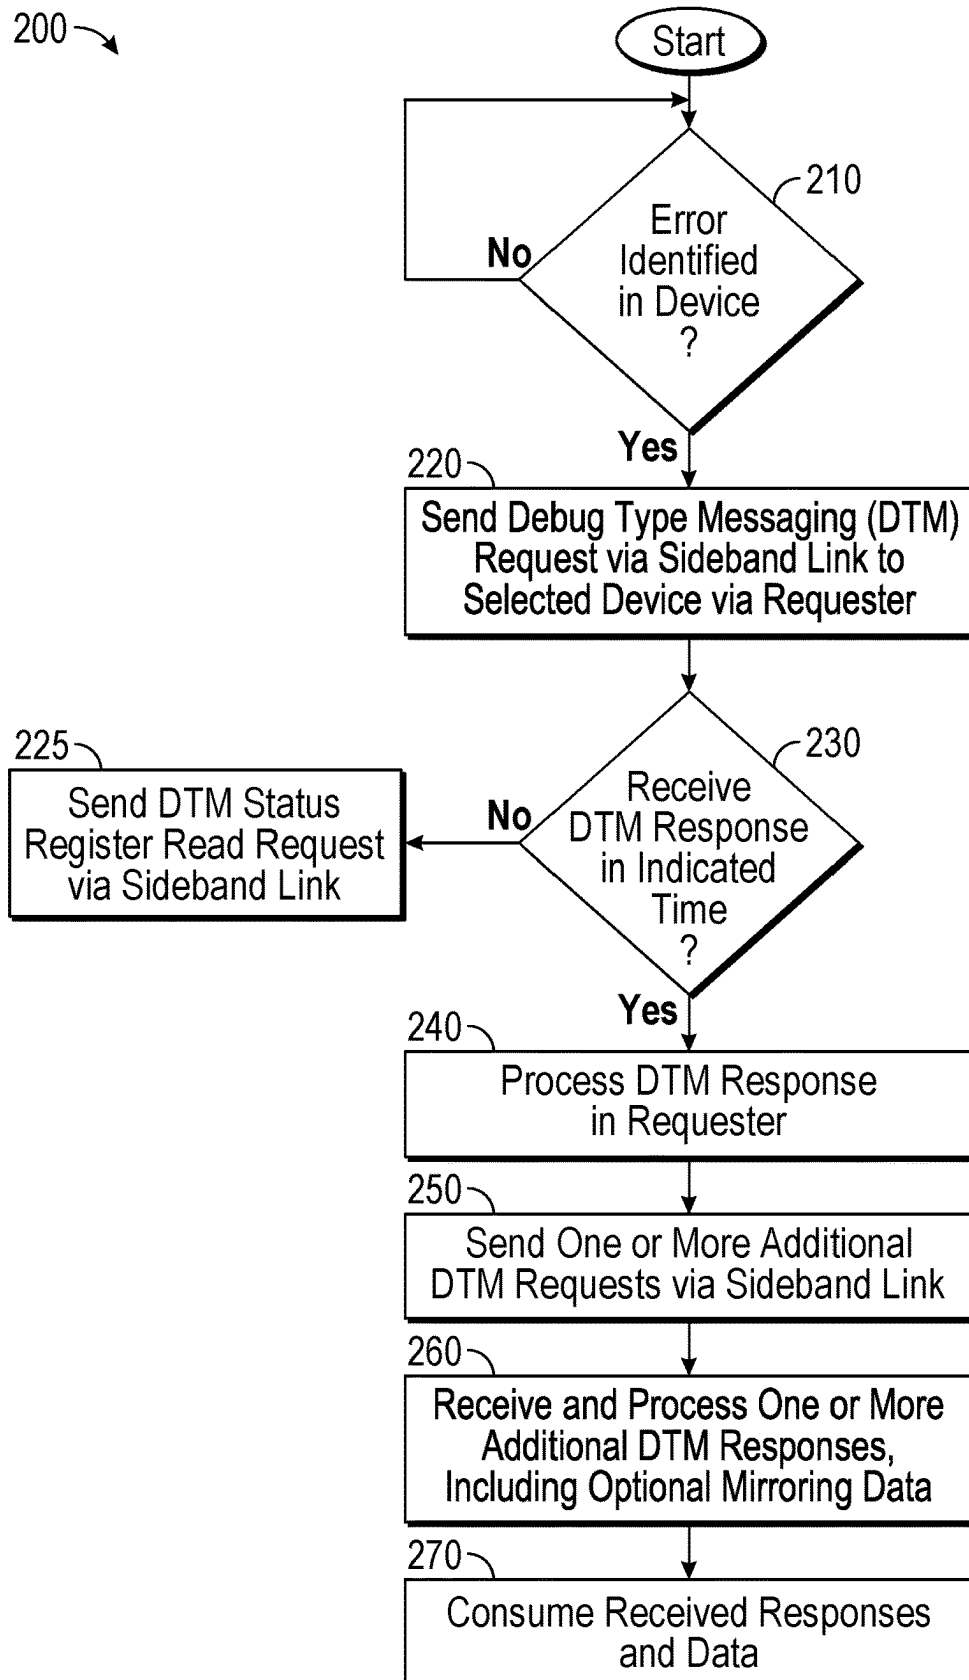 200
Start
210
Error
Identified
in Device
?
No
Yes
220
Send Debug Type Messaging (DTM)
Request via Sideband Link to
Selected Device via Requester
230
Receive
DTM Response
in Indicated
Time
?
No
225
Send DTM Status
Register Read Request
via Sideband Link
Yes
240
Process DTM Response
in Requester
250
Send One or More Additional
DTM Requests via Sideband Link
260
Receive and Process One or More
Additional DTM Responses,
Including Optional Mirroring Data
270
Consume Received Responses
and Data